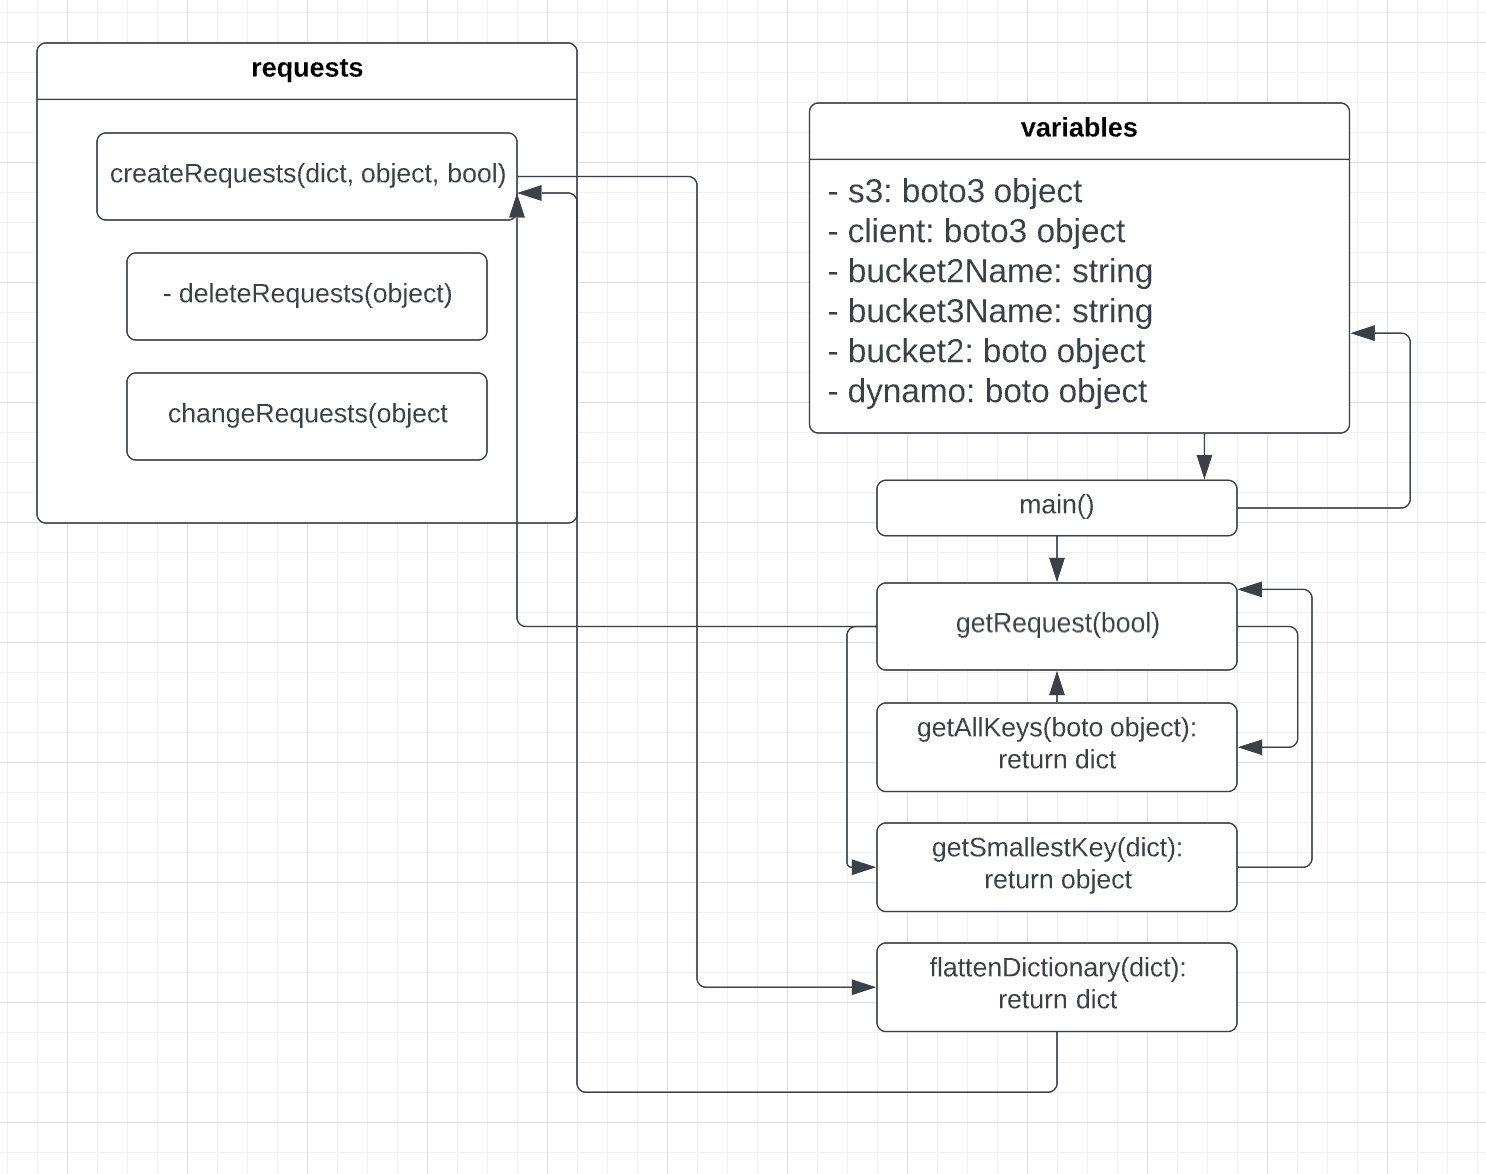 requests
createRequests(dict, object, bool)
- deleteRequests(object)
changeRequests(object
variables
- s3: boto3 object
- client: boto3 object
- bucket2Name: string
- bucket3Name: string
- bucket2: boto object
- dynamo: boto object
main()
getRequest(bool)
getAllKeys(boto object):
return dict
getSmallestKey(dict):
return object
flattenDictionary(dict):
return dict